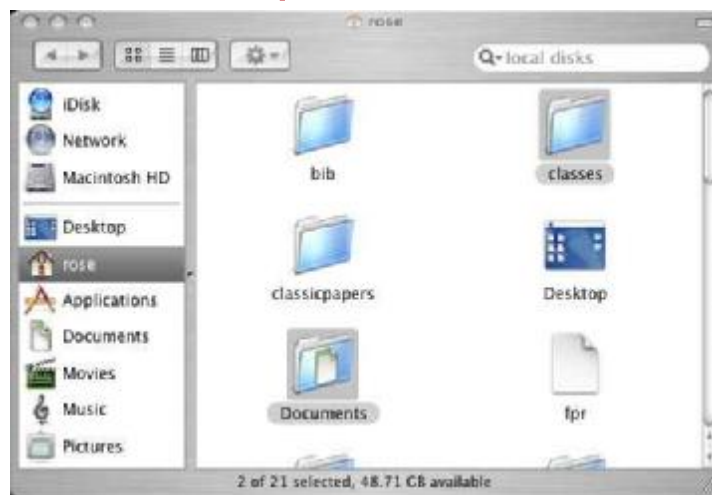 rose
local disks
iDisk
Network
Macintosh HD
Desktop
rose
Applications
Documents
Movies
Music
Pictures
bib
classes
classicpapers
Desktop
Documents
fpr
2 of 21 selected, 48.71 GB available